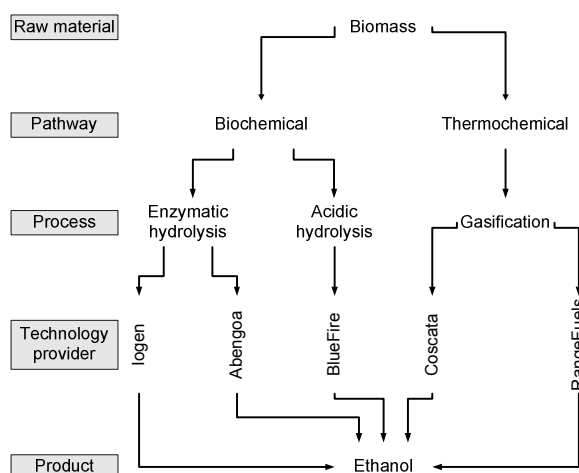 Raw material
Biomass
Pathway
Biochemical
Thermochemical
Process
Enzymatic
hydrolysis
Acidic
hydrolysis
Gasification
Technology
provider
Iogen
Abengoa
BlueFire
Coscata
RangeFuels
Product
Ethanol